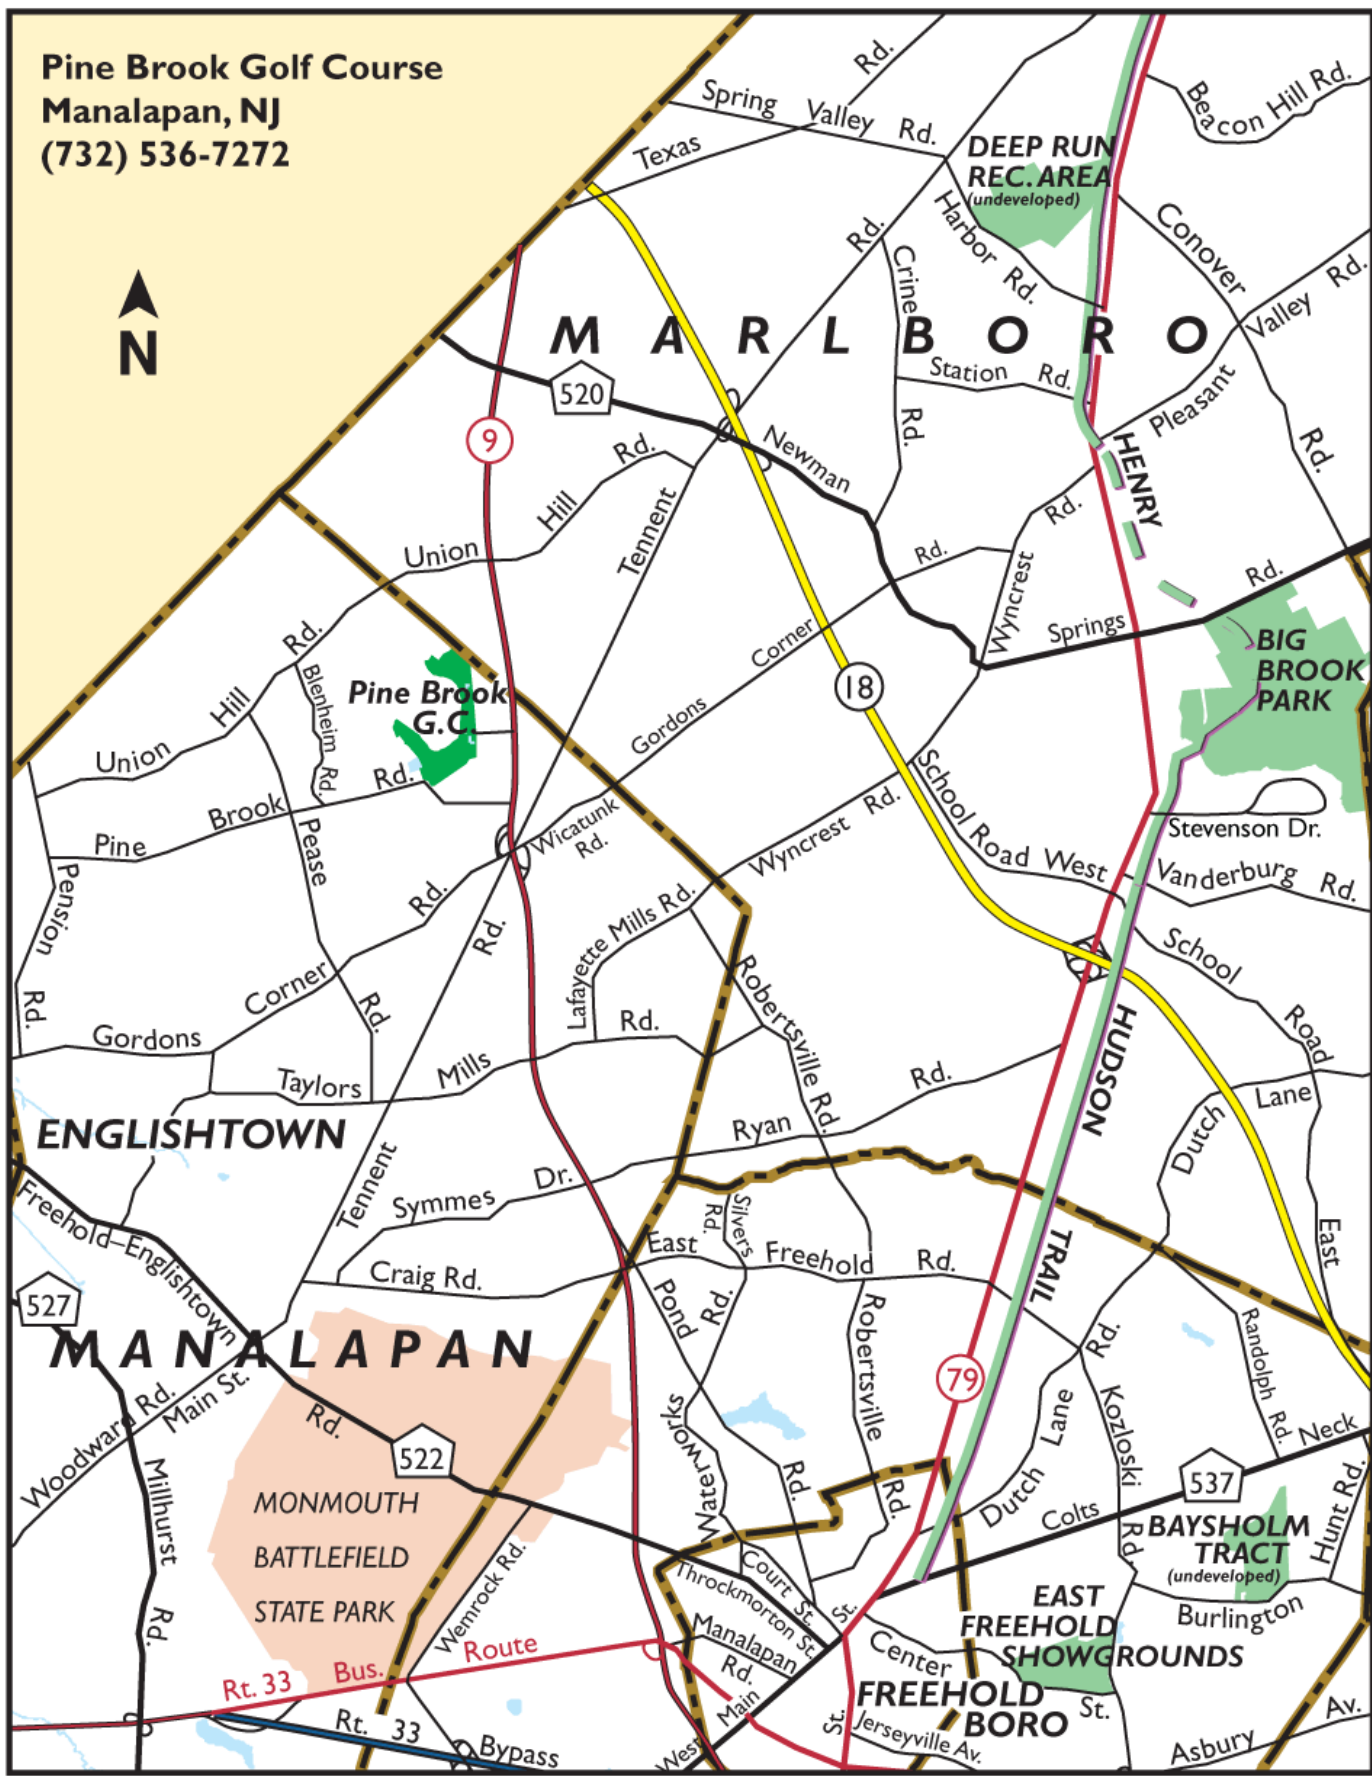 Pine Brook Golf Course
Manalapan, NJ
(732) 536-7272
N
Rd.
Spring Valley Rd.
Texas
Beacon Hill Rd.
DEEP RUN
REC. AREA
(undeveloped)
Harbor Rd.
Conover
Rd.
Crine
Rd.
Valley Rd.
MARLBORO
Station Rd.
Pleasant
520
9
Newman
Rd.
Hill
Union
Tennent
HENRY
Rd.
Rd.
Rd.
Wyncrest
Springs
Rd.
Corner
Gordons
18
BIG
BROOK
PARK
Rd.
Blenheim Rd.
Hill
Union
Pine Brook
G.C.
Rd.
Brook
Pine
Pease
Pension
Rd.
Wicatunk
Rd.
Wyncrest Rd.
School Road West
Stevenson Dr.
Vanderburg Rd.
School
Road
Rd.
Rd.
Lafayette Mills Rd.
Robertsville Rd.
Corner
Gordons
Rd.
Rd.
Mills
Taylors
HUDSON
Rd.
Ryan
Lane
Dutch
ENGLISHTOWN
Freehold–Englishtown
Tennent
Symmes Dr.
Craig Rd.
Silvers
Rd.
East Freehold Rd.
TRAIL
East
527
MANALAPAN
Pond
Rd.
Robertsville
79
Rd.
Randolph Rd.
Woodward Rd.
Main St.
Rd.
522
Waterworks
Rd.
Rd.
Lane
Dutch
Kozloski
Rd
Neck
537
Colts
Hunt Rd.
Millhurst
Rd.
MONMOUTH
BATTLEFIELD
STATE PARK
Wemrock Rd.
Court St.
Throckmorton St.
Manalapan
Rd.
St.
BAYSHOLM
TRACT
(undeveloped)
Burlington
EAST
FREEHOLD
SHOWGROUNDS
Center
St.
Rt. 33 Bus. Route
Rt. 33
Bypass
West Main
St.
FREEHOLD
BORO
Jerseyville Av.
Asbury
Av.